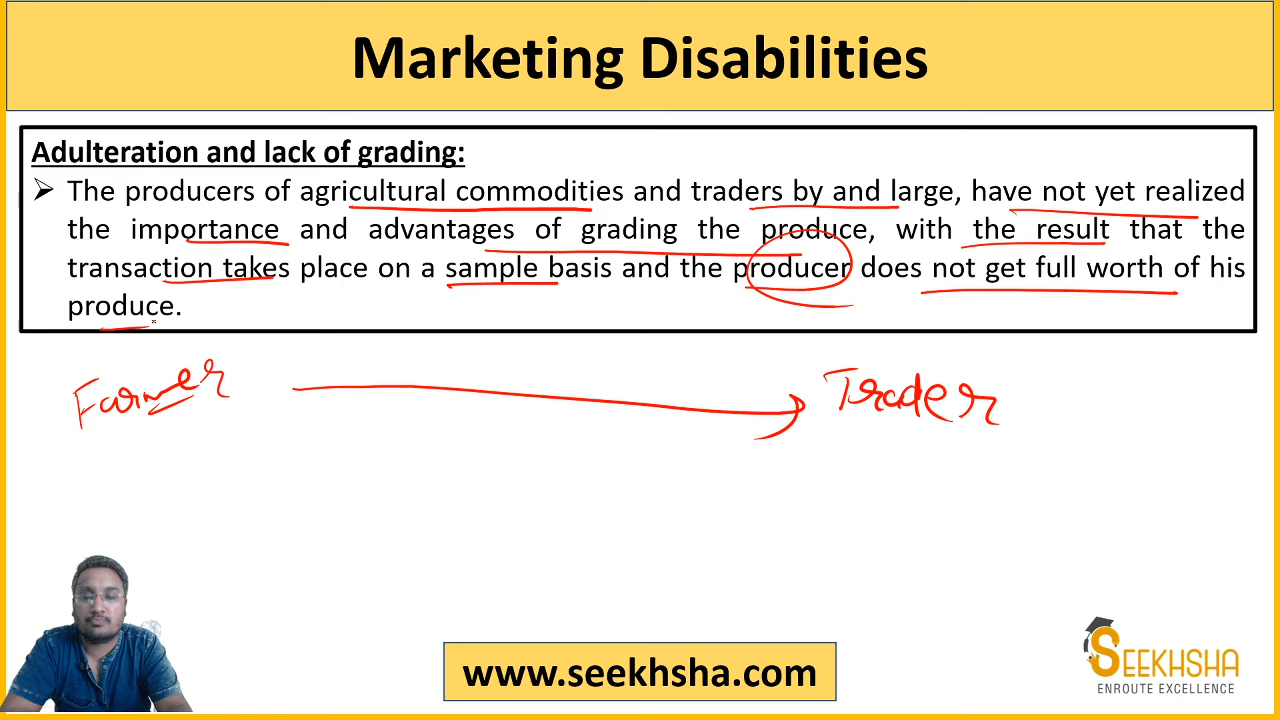 Marketing Disabilities
Adulteration and lack of grading:
➢ The producers of agricultural commodities and traders by and large, have not yet realized
the importance and advantages of grading the produce, with the result that the
transaction takes place on a sample basis and the producer does not get full worth of his
produce.
Farmer
Trader
www.seekhsha.com
SEEKHSHA
ENROUTE EXCELLENCE